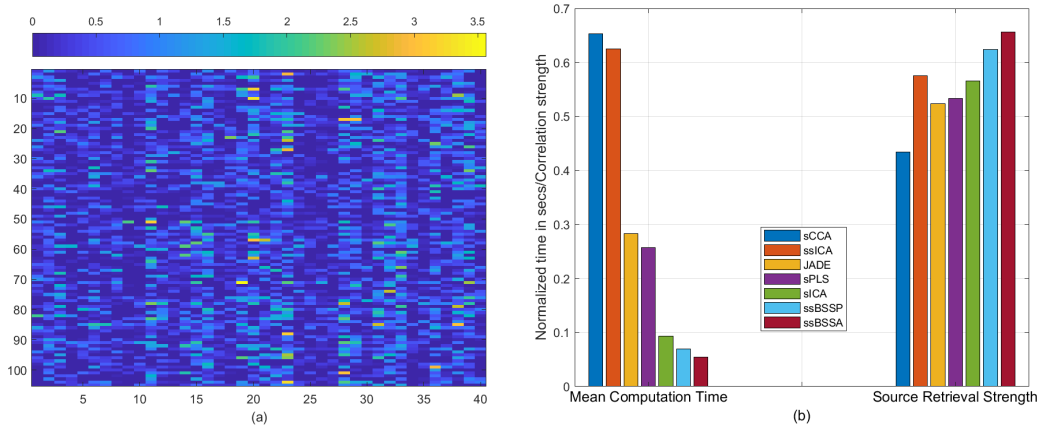 0 0.5 1 1.5 2 2.5 3 3.5
10
20
30
40
50
60
70
80
90
100
5 10 15 20 25 30 35 40
(a)
Normalized time in secs/Correlation strength
0.7
0.6
0.5
0.4
0.3
0.2
0.1
0
sCCA
ssICA
JADE
sPLS
sICA
ssBSSP
ssBSSA
Mean Computation Time Source Retrieval Strength
(b)